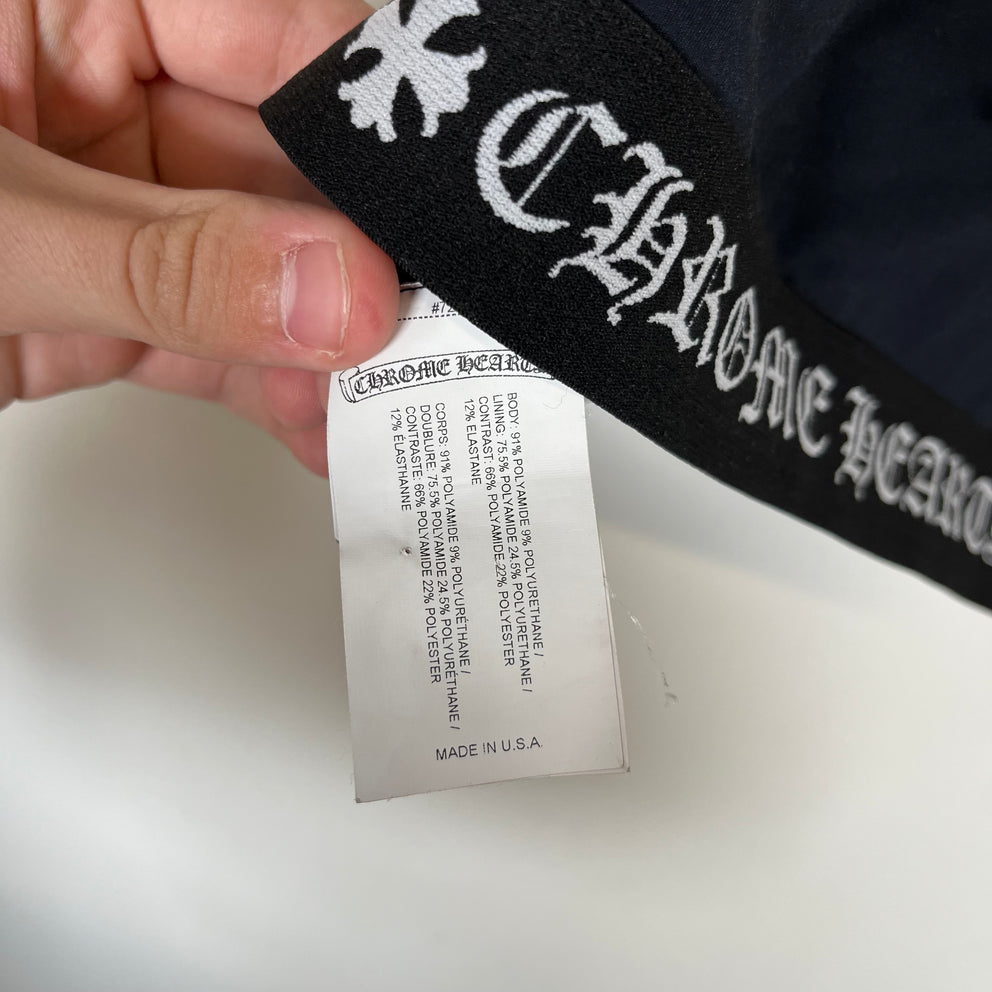 CHROME HEARTS
CHROME HEARTS
BODY: 91% POLYAMIDE 9% POLYURETHANE /
LINING: 75.5% POLYAMIDE 24.5% POLYURETHANE /
CONTRAST: 66% POLYAMIDE 22% POLYESTER
12% ELASTANE
CORPS: 91% POLYAMIDE 9% POLYURÉTHANE /
DOUBLURE: 75.5% POLYAMIDE 24.5% POLYURÉTHANE /
CONTRASTE: 66% POLYAMIDE 22% POLYESTER
12% ÉLASTHANNE
MADE IN U.S.A.